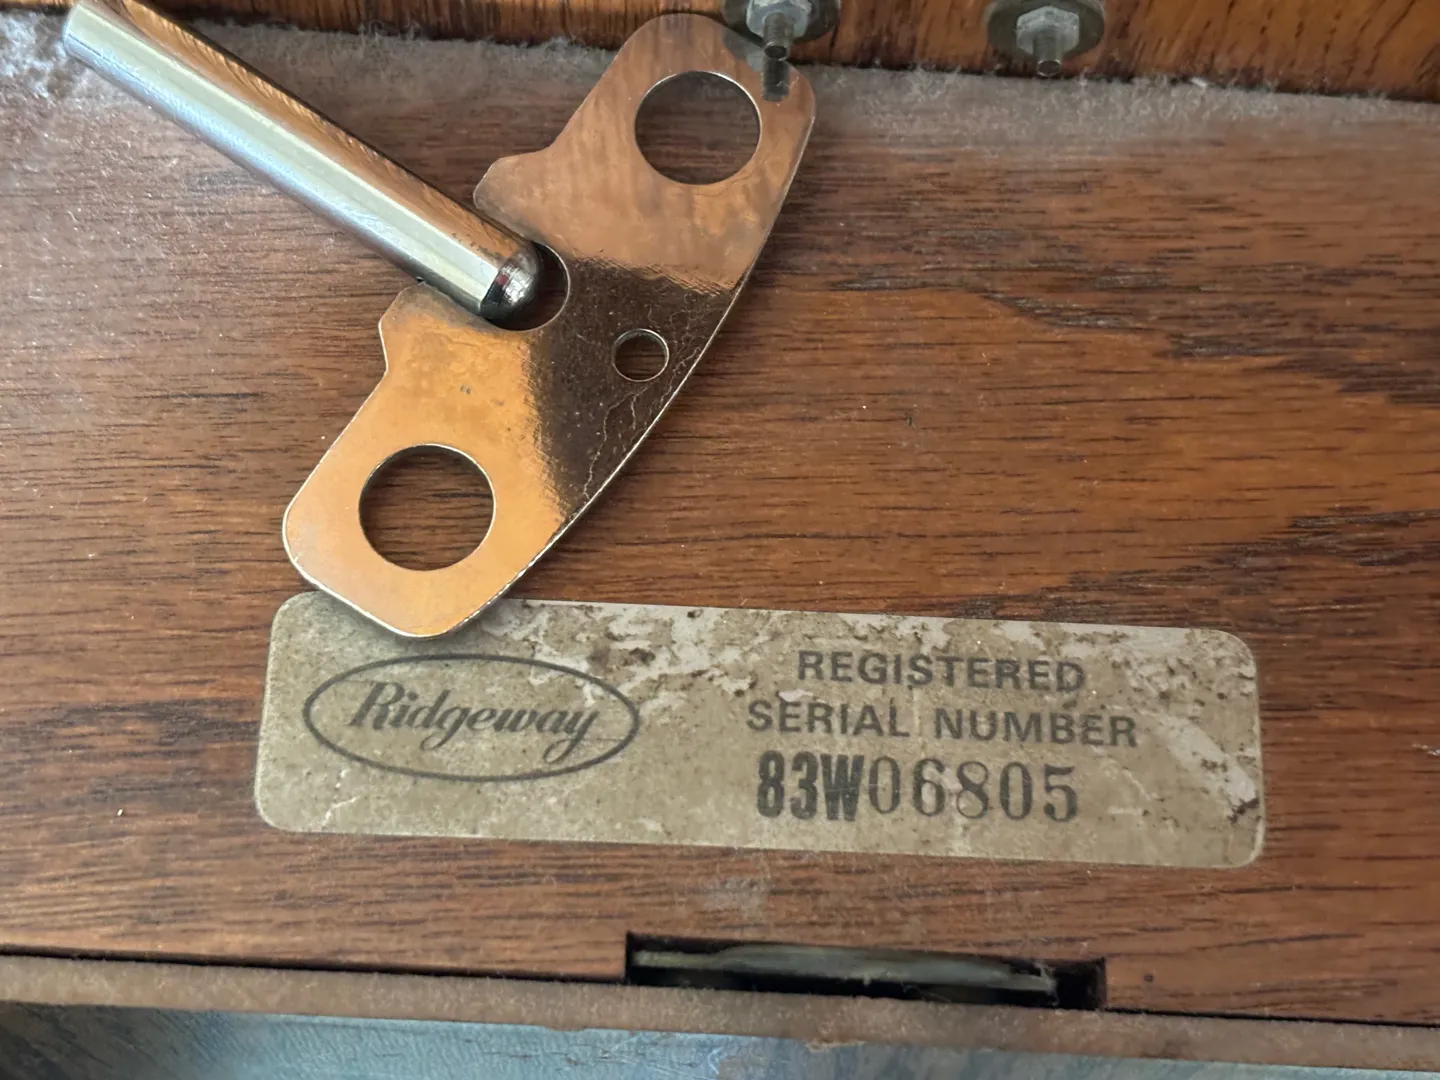 Ridgeway
REGISTERED
SERIAL NUMBER
83W06805